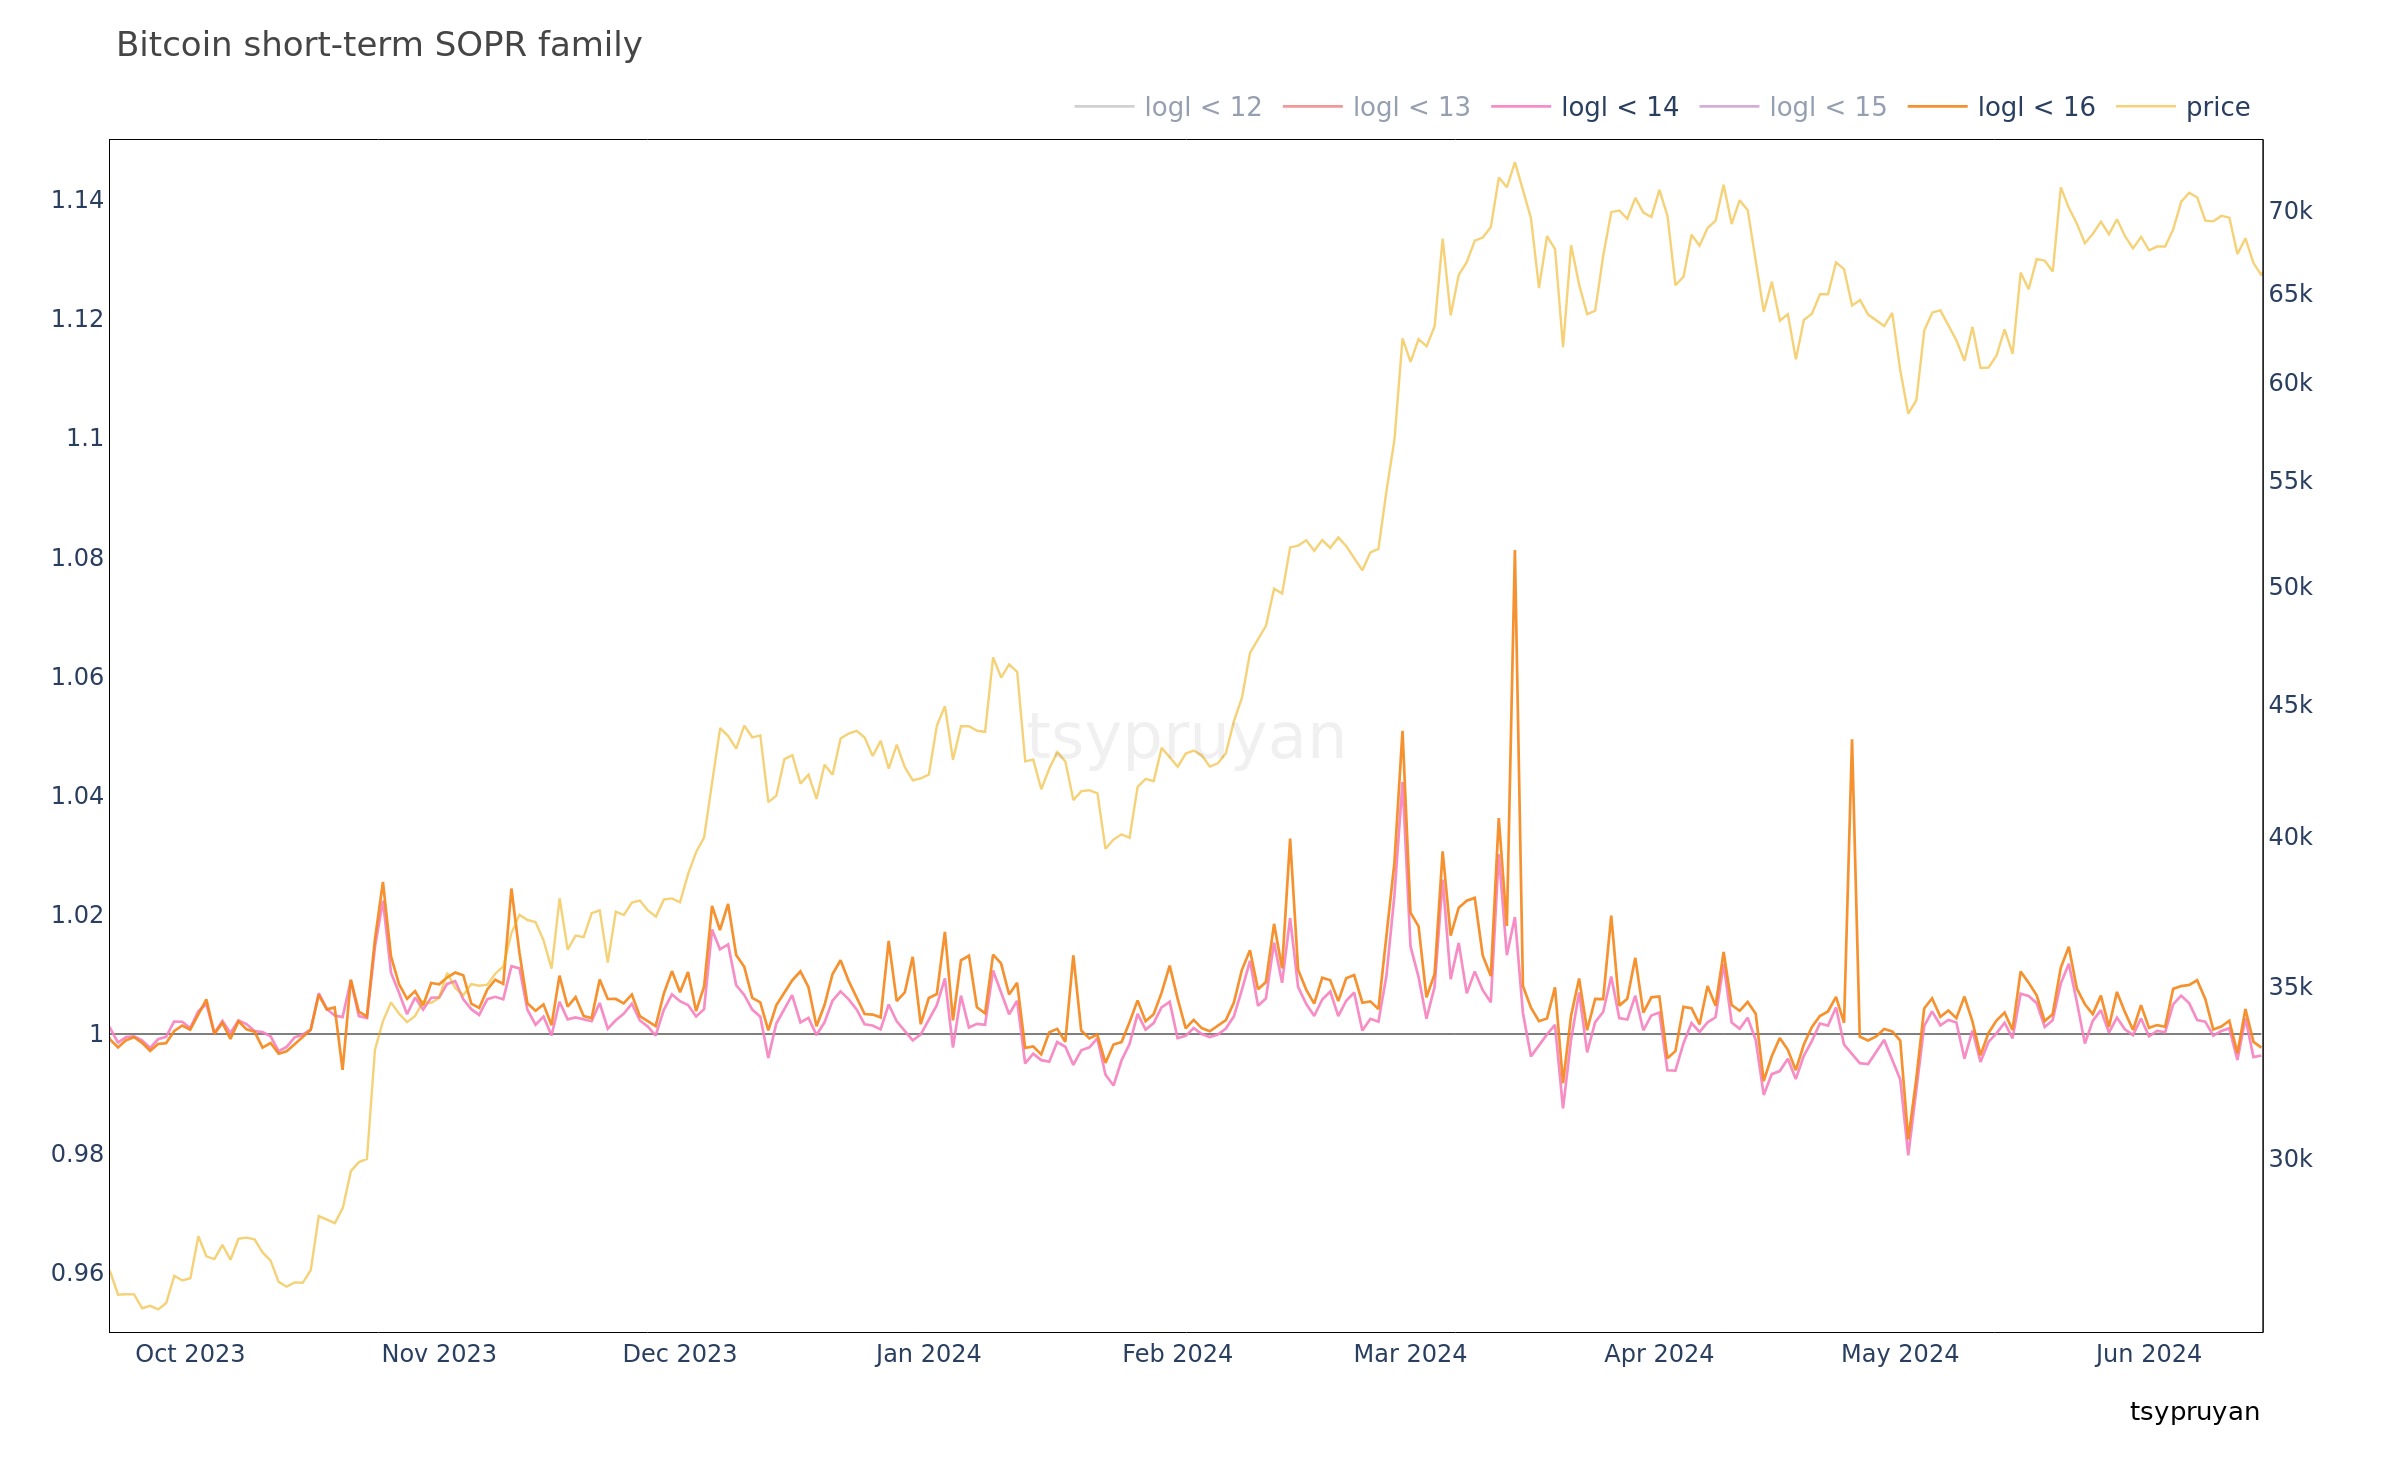 Bitcoin short-term SOPR family
logl < 12 logl < 13 logl < 14 logl < 15 logl < 16 price
1.14
1.12
1.1
1.08
1.06
1.04
1.02
1
0.98
0.96
70k
65k
60k
55k
50k
45k
40k
35k
30k
tsypruyan
Oct 2023 Nov 2023 Dec 2023 Jan 2024 Feb 2024 Mar 2024 Apr 2024 May 2024 Jun 2024
tsypruyan